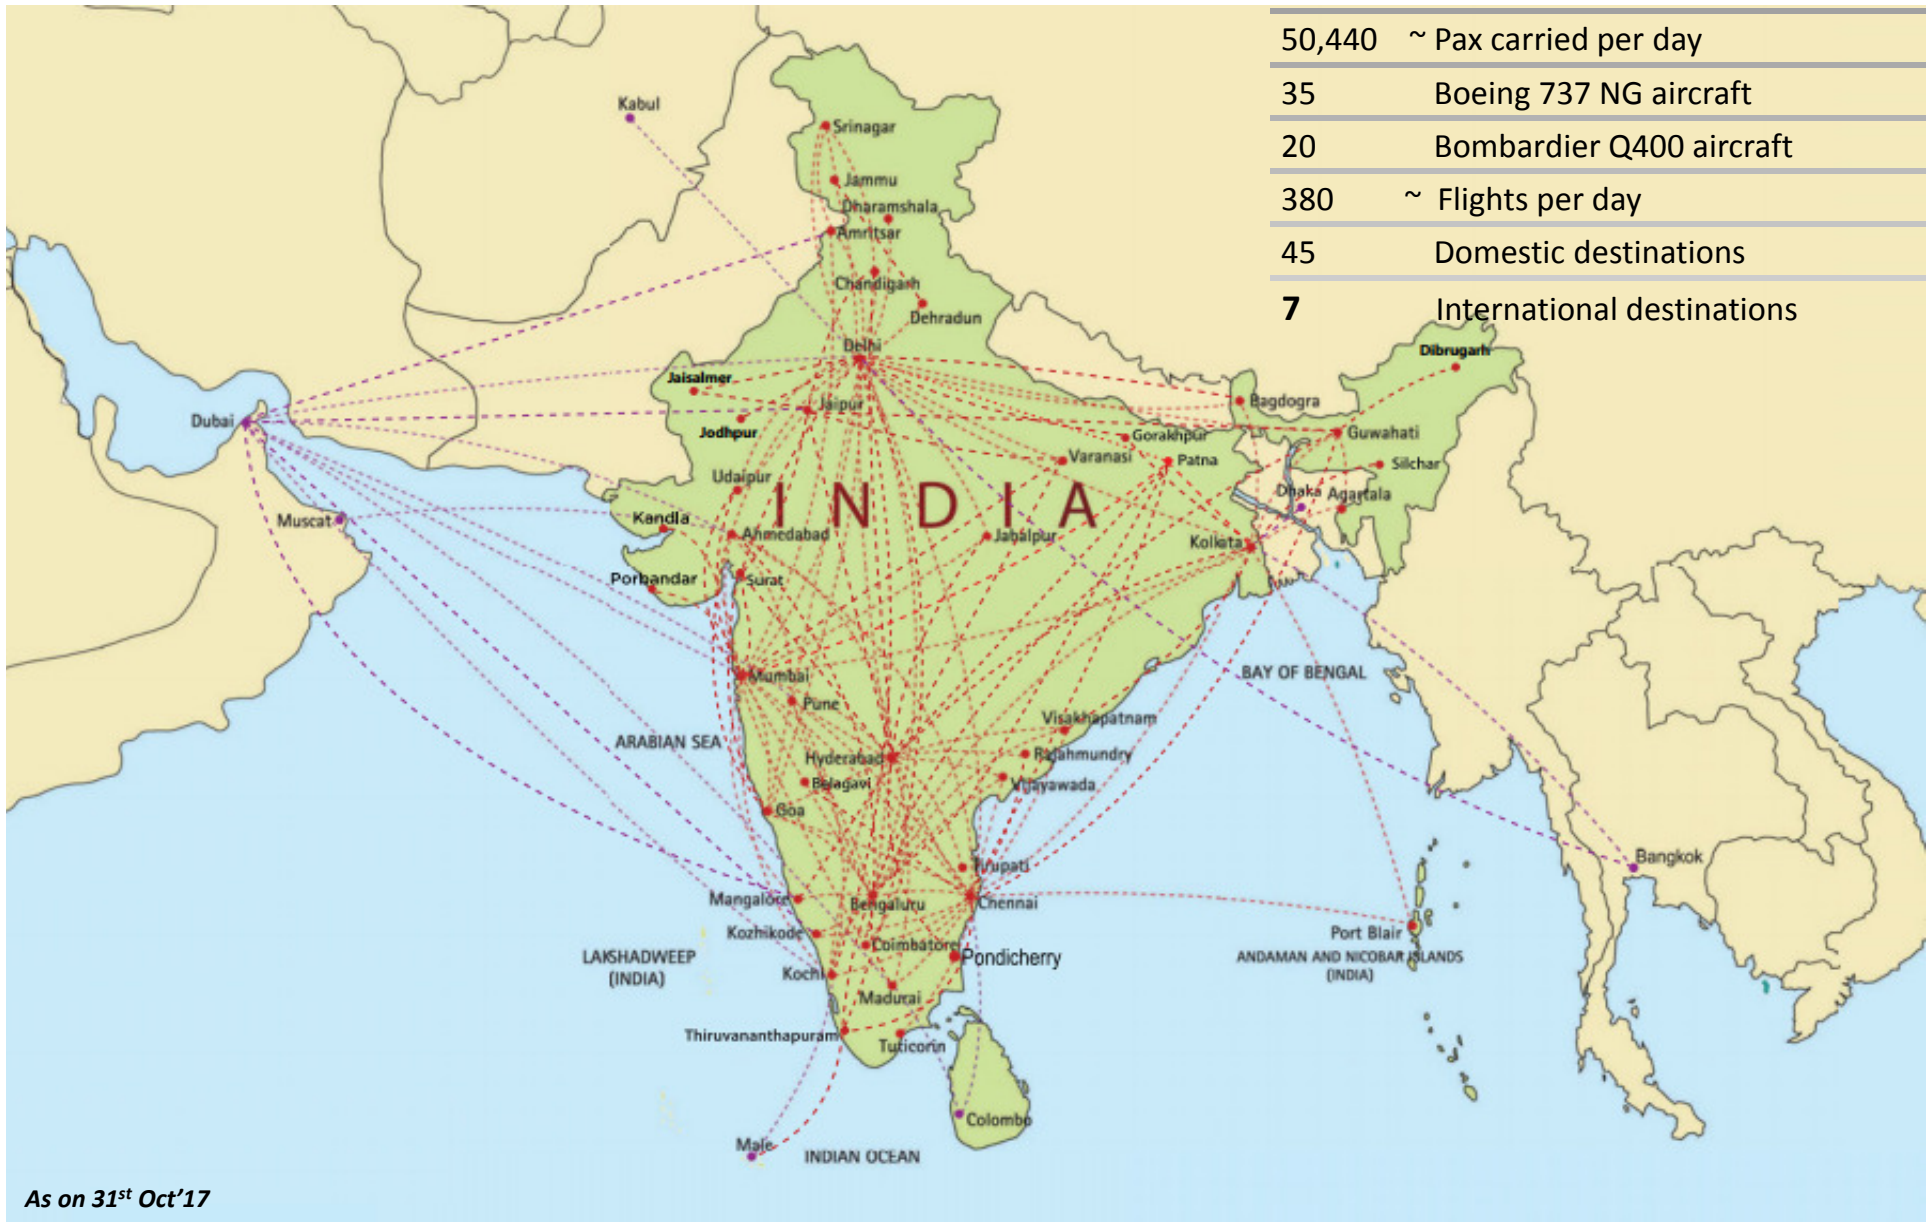 50,440 ~ Pax carried per day
35 Boeing 737 NG aircraft
20 Bombardier Q400 aircraft
380 ~ Flights per day
45 Domestic destinations
7 International destinations
Kabul
Srinagar
Jammu
Dharamshala
Amritsar
Chandigarh
Dehradun
Delhi
Dibrugarh
Jaisalmer
Jaipur
Bagdogra
Dubai
Jodhpur
Gorakhpur
Guwahati
Varanasi
Patna
Silchar
Udaipur
INDIA
Dhaka
Agartala
Muscat
Kandla
Ahmedabad
Jabalpur
Kolkata
Porbandar
Surat
Mumbai
BAY OF BENGAL
Pune
Visakhapatnam
ARABIAN SEA
Hyderabad
Rajahmundry
Belagavi
Vijayawada
Goa
Tirupati
Bangkok
Mangalore
Bengaluru
Chennai
Kozhikode
Port Blair
Coimbatore
Pondicherry
LAKSHADWEEP
(INDIA)
ANDAMAN AND NICOBAR ISLANDS
(INDIA)
Kochi
Madurai
Thiruvananthapuram
Tuticorin
Colombo
Male
INDIAN OCEAN
As on 31st Oct'17